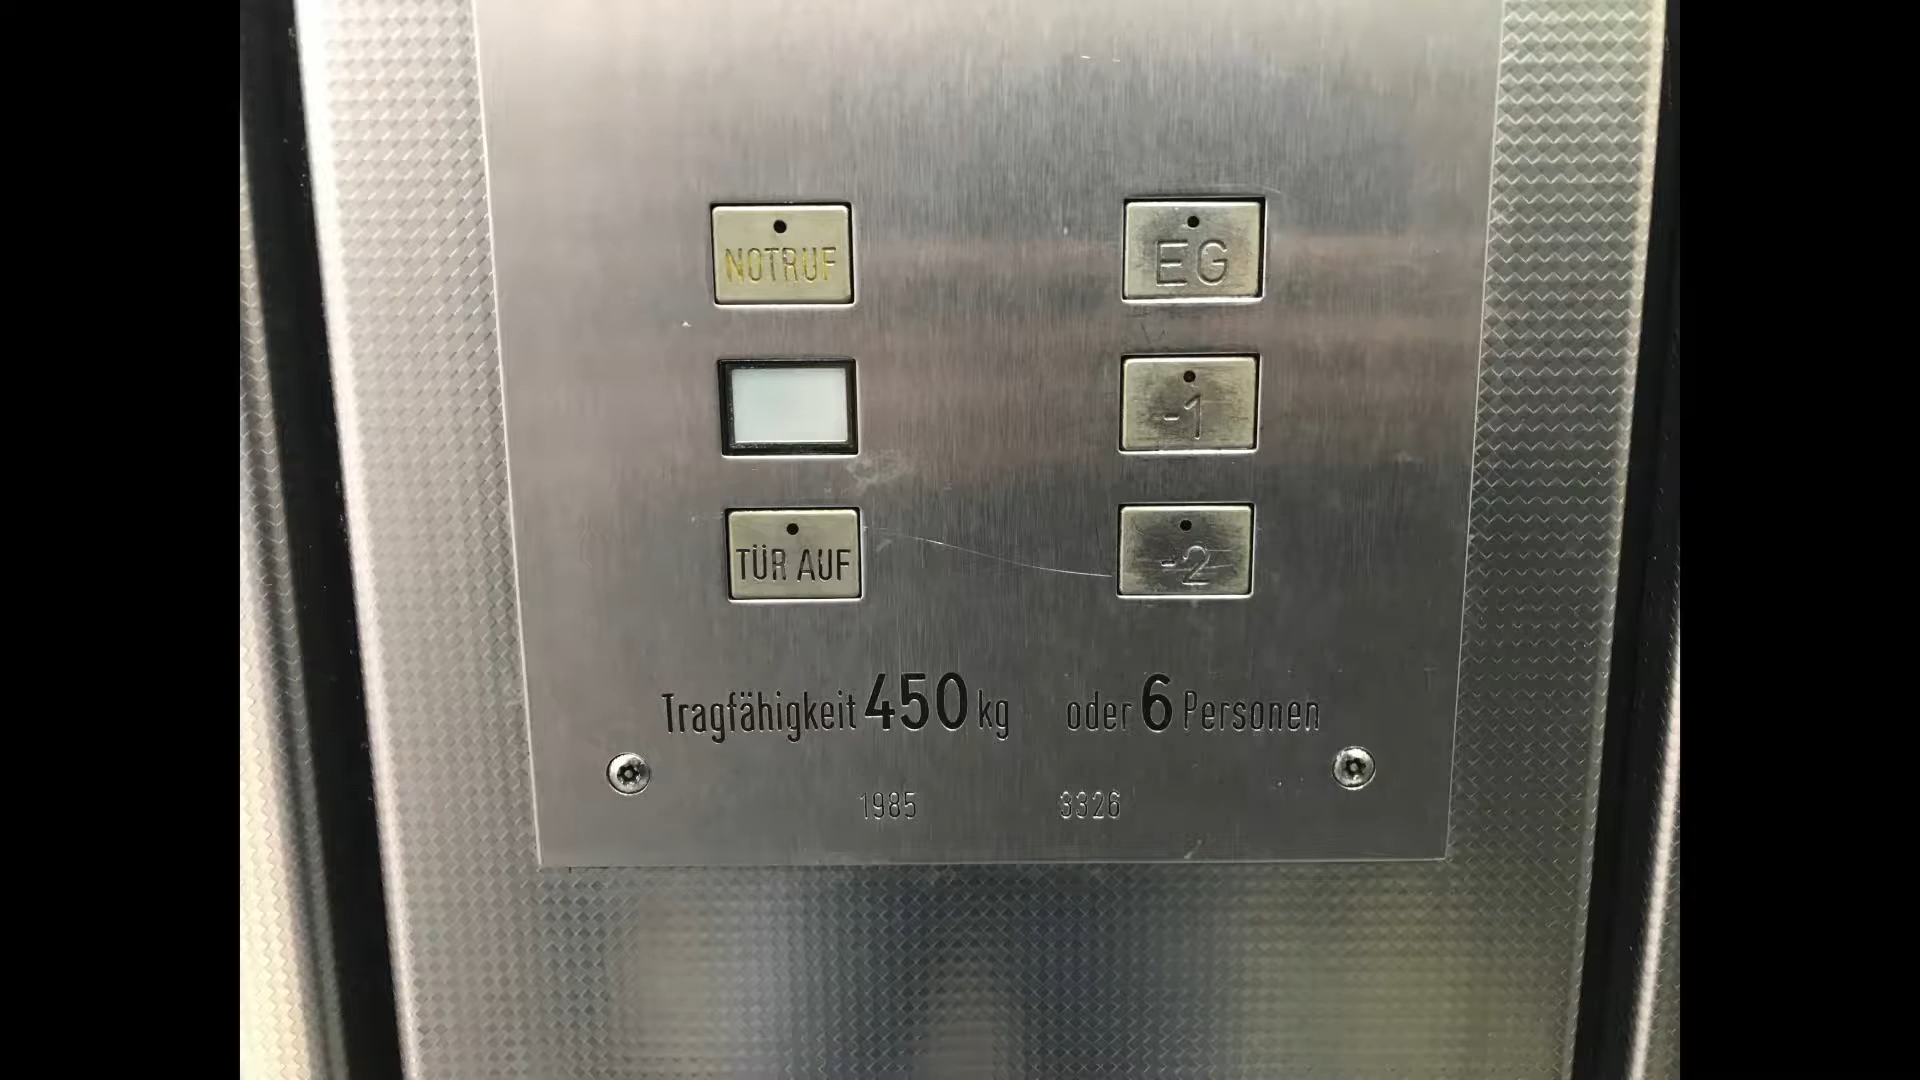 NOTRUF
EG
-1
TÜR AUF
-2
Tragfähigkeit 450 kg oder 6 Personen
1985 3326